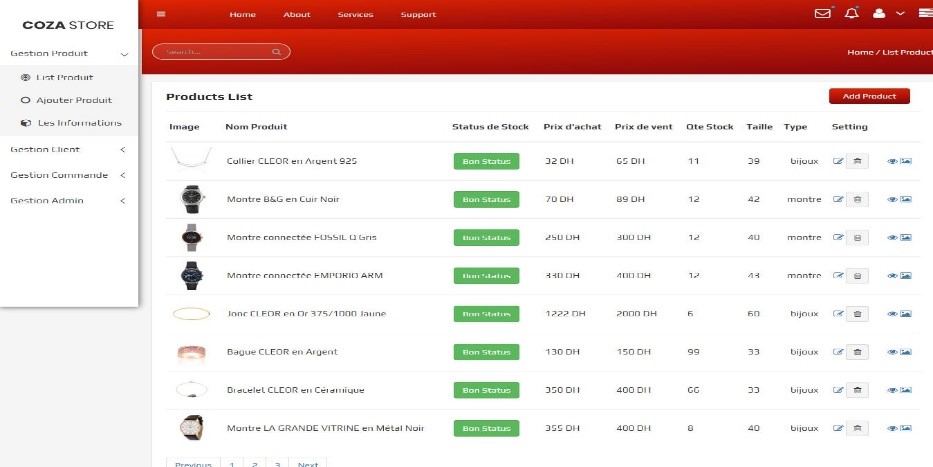 COZA STORE
Home About Services Support
Gestion Produit
List Produit
Ajouter Produit
Les Informations
Gestion Client
Gestion Commande
Gestion Admin
Search...
Home / List Product
Products List
Add Product
Image Nom Produit Status de Stock Prix d'achat Prix de vent Qte Stock Taille Type Setting
Collier CLEOR en Argent 925 Bon Status 32 DH 65 DH 11 39 bijoux
Montre B&G en Cuir Noir Bon Status 70 DH 89 DH 12 42 montre
Montre connectée FOSSIL Q Gris Bon Status 250 DH 300 DH 12 40 montre
Montre connectée EMPORIO ARM Bon Status 330 DH 400 DH 12 43 montre
Jonc CLEOR en Or 375/1000 Jaune Bon Status 1222 DH 2000 DH 6 60 bijoux
Bague CLEOR en Argent Bon Status 130 DH 150 DH 99 33 bijoux
Bracelet CLEOR en Céramique Bon Status 350 DH 400 DH 66 33 bijoux
Montre LA GRANDE VITRINE en Métal Noir Bon Status 355 DH 400 DH 8 40 bijoux
Previous 1 2 3 Next